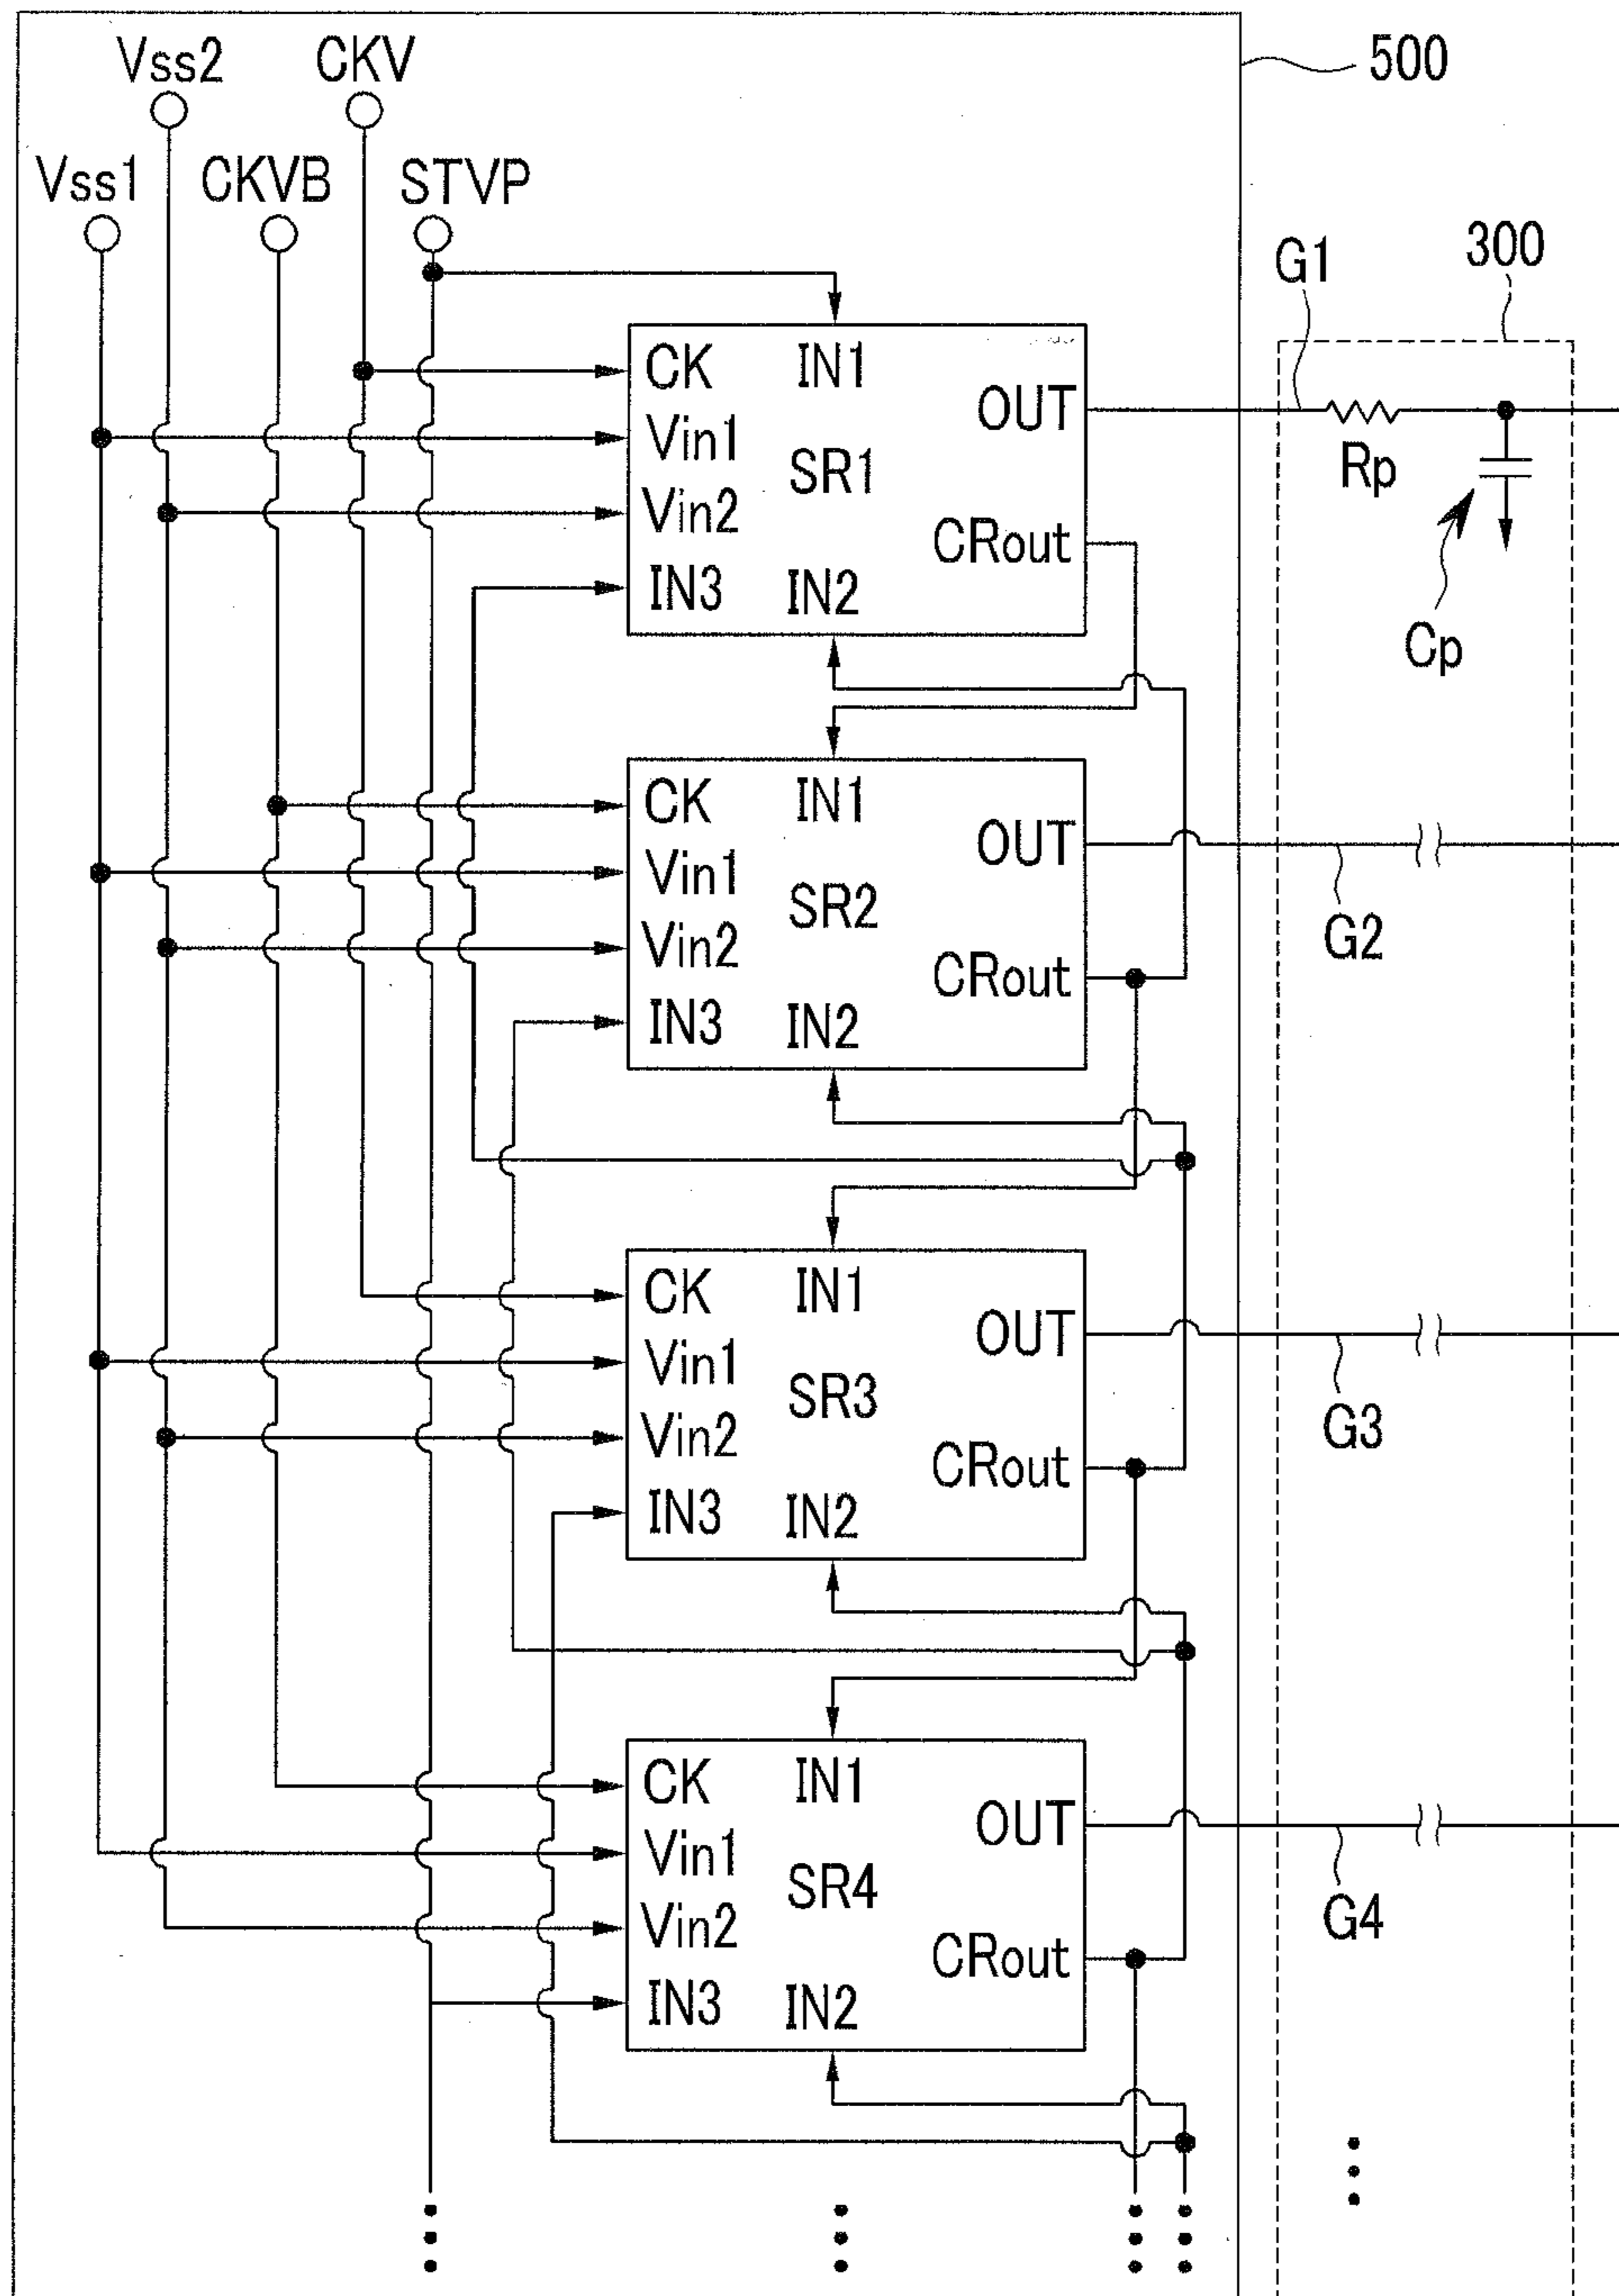 Vss2 CKV 500
Vss1 CKVB STVP
G1 300
CK IN1
OUT
Vin1
SR1
Rp
Vin2
CRout
IN3 IN2
Cp
CK IN1
OUT
Vin1
SR2
G2
Vin2
CRout
IN3 IN2
CK IN1
OUT
Vin1
SR3
G3
Vin2
CRout
IN3 IN2
CK IN1
OUT
Vin1
SR4
G4
Vin2
CRout
IN3 IN2